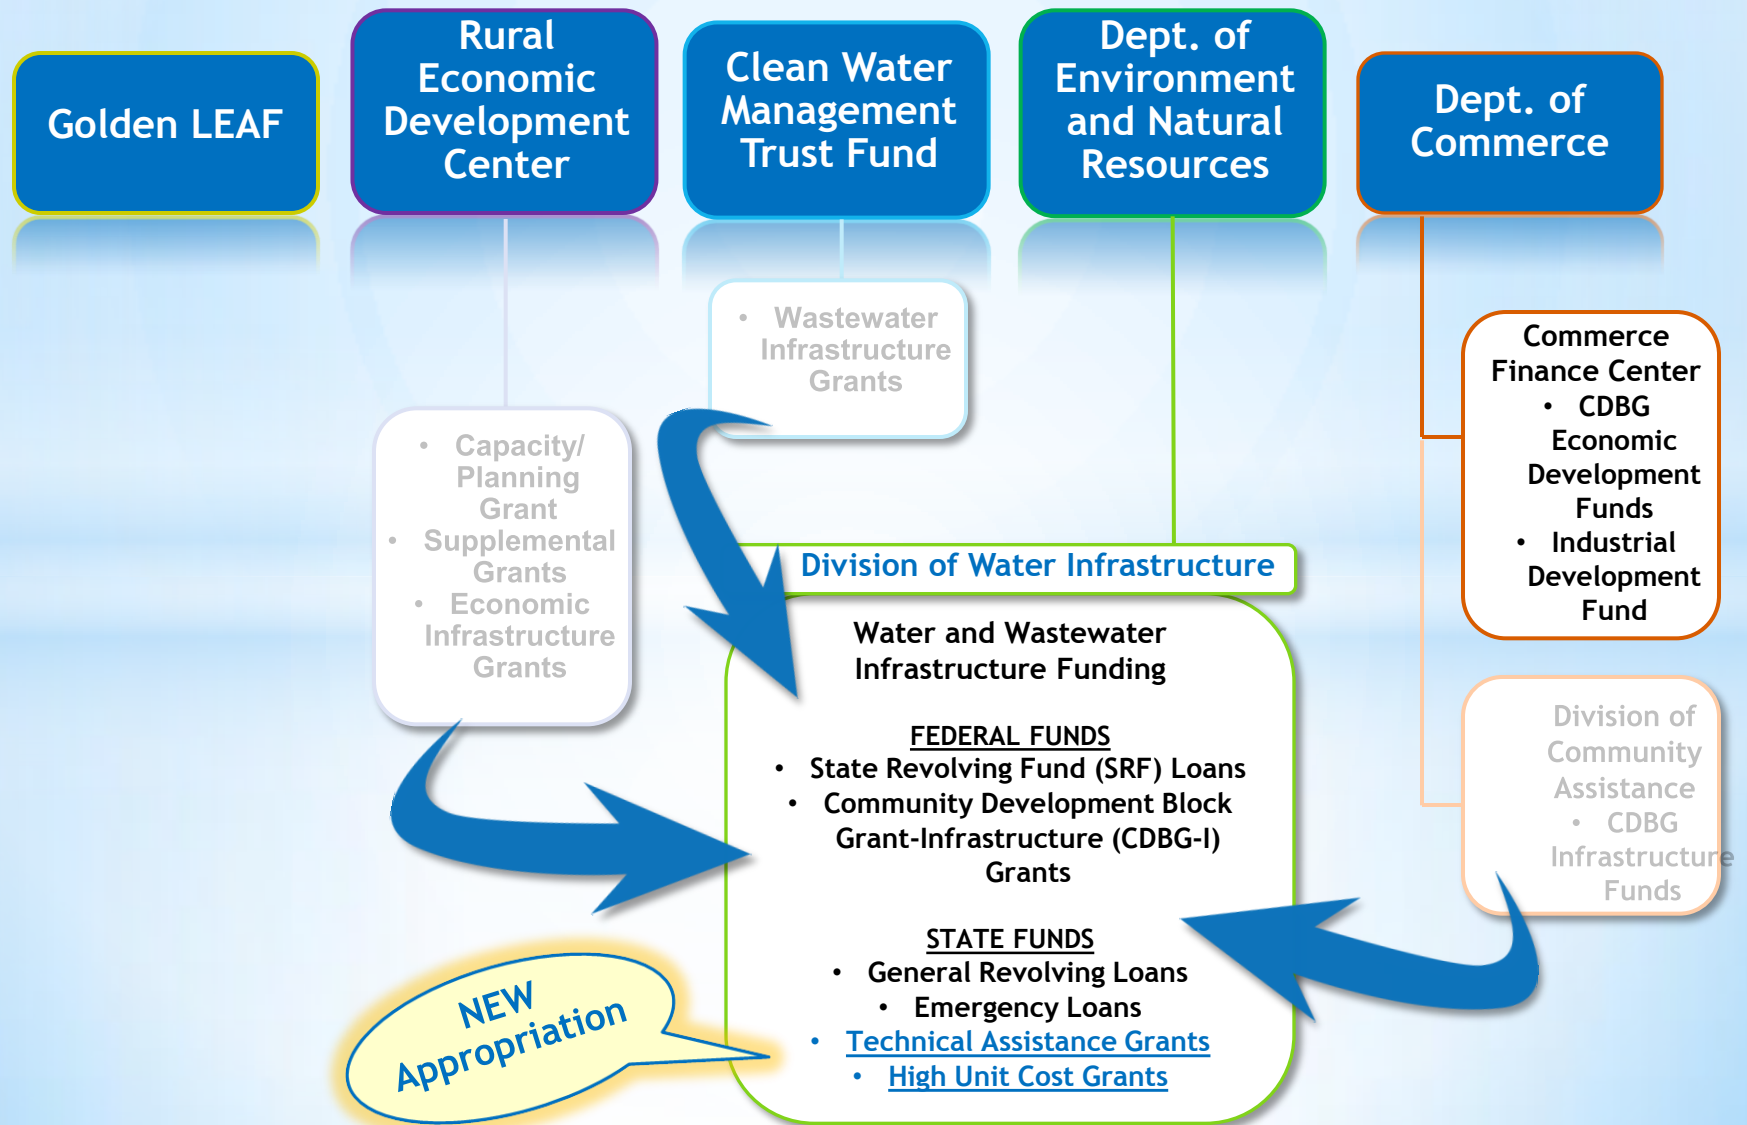 Golden LEAF
Rural
Economic
Development
Center
Clean Water
Management
Trust Fund
Dept. of
Environment
and Natural
Resources
Dept. of
Commerce
• Wastewater
Infrastructure
Grants
• Capacity/
Planning
Grant
• Supplemental
Grants
• Economic
Infrastructure
Grants
Commerce
Finance Center
• CDBG
Economic
Development
Funds
• Industrial
Development
Fund
Division of
Community
Assistance
• CDBG
Infrastructure
Funds
Division of Water Infrastructure
Water and Wastewater
Infrastructure Funding
FEDERAL FUNDS
• State Revolving Fund (SRF) Loans
• Community Development Block
Grant-Infrastructure (CDBG-I)
Grants
STATE FUNDS
• General Revolving Loans
• Emergency Loans
• Technical Assistance Grants
• High Unit Cost Grants
NEW
Appropriation